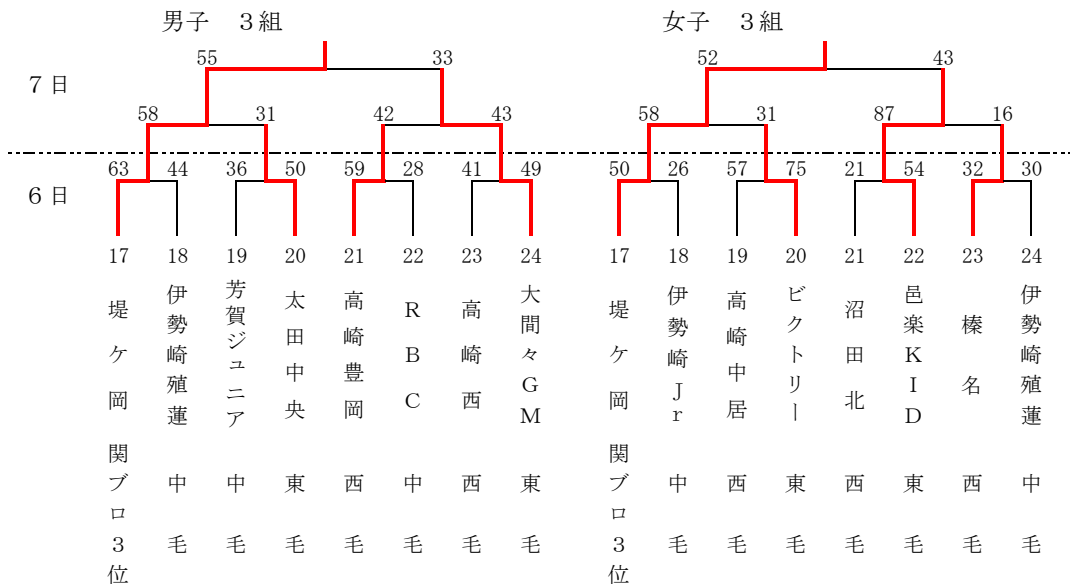 男子　３組
女子　３組
55 33 52 43
７日
58 31 42 43 58 31 87 16
63 44 36 50 59 28 41 49 50 26 57 75 21 54 32 30
６日
17 18 19 20 21 22 23 24 17 18 19 20 21 22 23 24
堤ケ岡
伊勢崎殖蓮
芳賀ジュニア
太田中央
高崎豊岡
ＲＢＣ
高崎西
大間々ＧＭ
堤ケ岡
伊勢崎Ｊｒ
高崎中居
ビクトリー
沼田北
邑楽ＫＩＤ
榛名
伊勢崎殖蓮
関ブロ３位
中毛
中毛
東毛
西毛
中毛
西毛
東毛
関ブロ３位
中毛
西毛
東毛
西毛
東毛
西毛
中毛